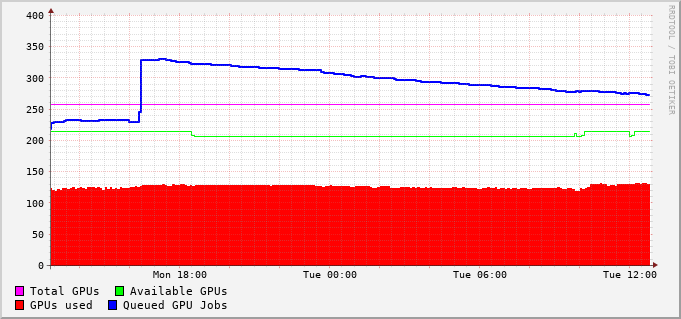 400
350
300
250
200
150
100
50
0
Mon 18:00 Tue 00:00 Tue 06:00 Tue 12:00
Total GPUs Available GPUs
GPUs used Queued GPU Jobs
RRDTOOL / TOBI OETIKER